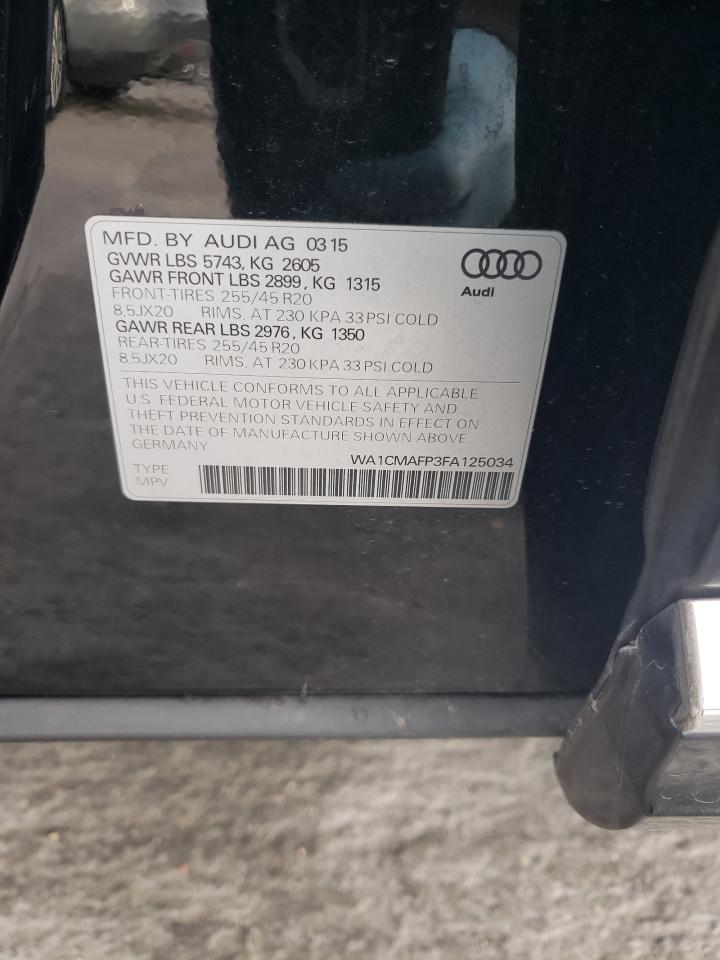 MFD. BY AUDI AG 0315
GVWR LBS 5743, KG 2605
GAWR FRONT LBS 2899, KG 1315
FRONT-TIRES 255/45 R20
8,5JX20 RIMS, AT 230 KPA 33 PSI COLD
GAWR REAR LBS 2976, KG 1350
REAR-TIRES 255/45 R20
8,5JX20 RIMS, AT 230 KPA 33 PSI COLD
Audi
THIS VEHICLE CONFORMS TO ALL APPLICABLE
U.S. FEDERAL MOTOR VEHICLE SAFETY AND
THEFT PREVENTION STANDARDS IN EFFECT ON
THE DATE OF MANUFACTURE SHOWN ABOVE
GERMANY
WA1CMAFP3FA125034
TYPE:
MPV